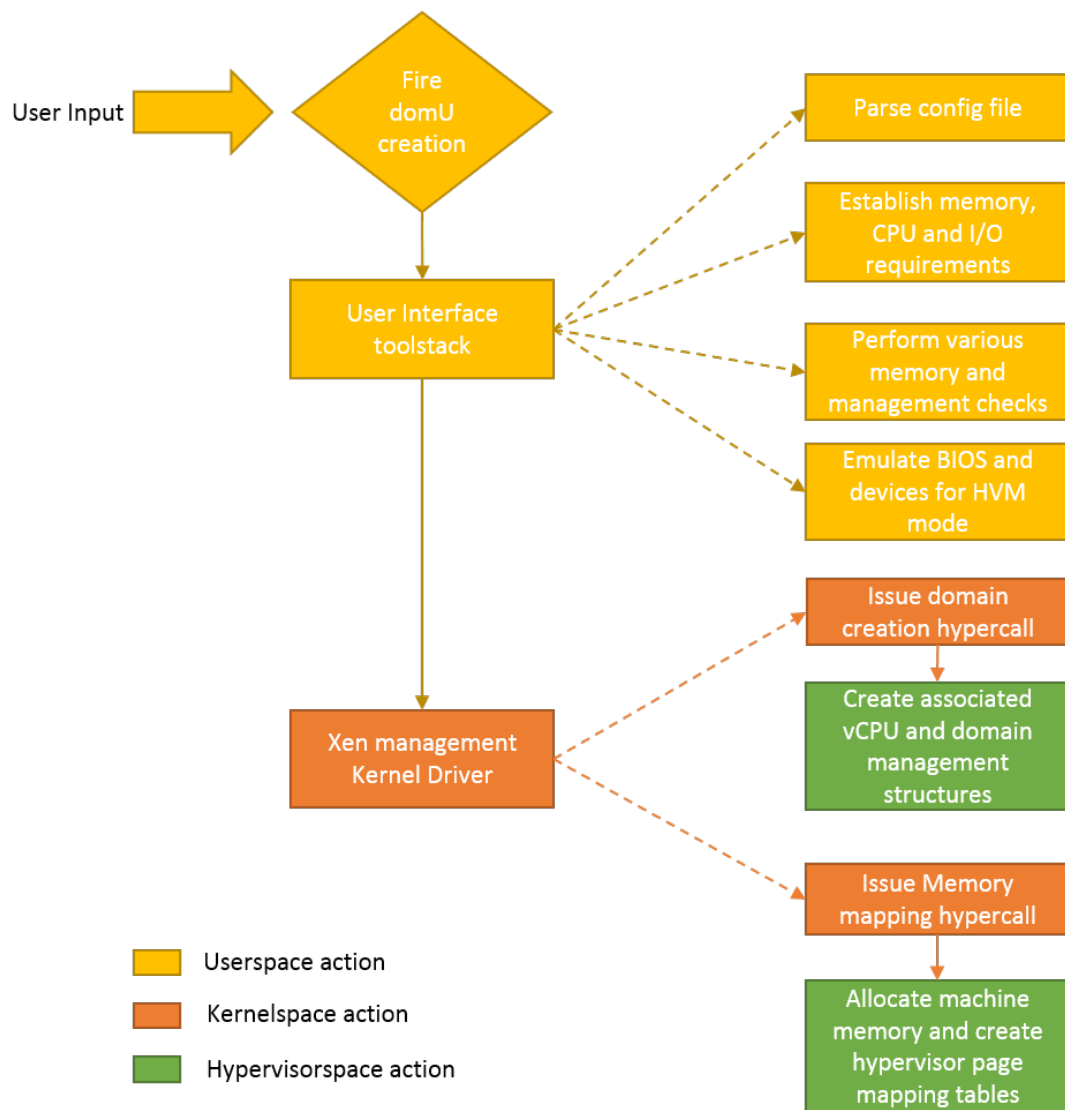 User Input
Fire
domU
creation
Parse config file
Establish memory,
CPU and I/O
requirements
User Interface
toolstack
Perform various
memory and
management checks
Emulate BIOS and
devices for HVM
mode
Issue domain
creation hypercall
Xen management
Kernel Driver
Create associated
vCPU and domain
management
structures
Issue Memory
mapping hypercall
Allocate machine
memory and create
hypervisor page
mapping tables
Userspace action
Kernelspace action
Hypervisorspace action